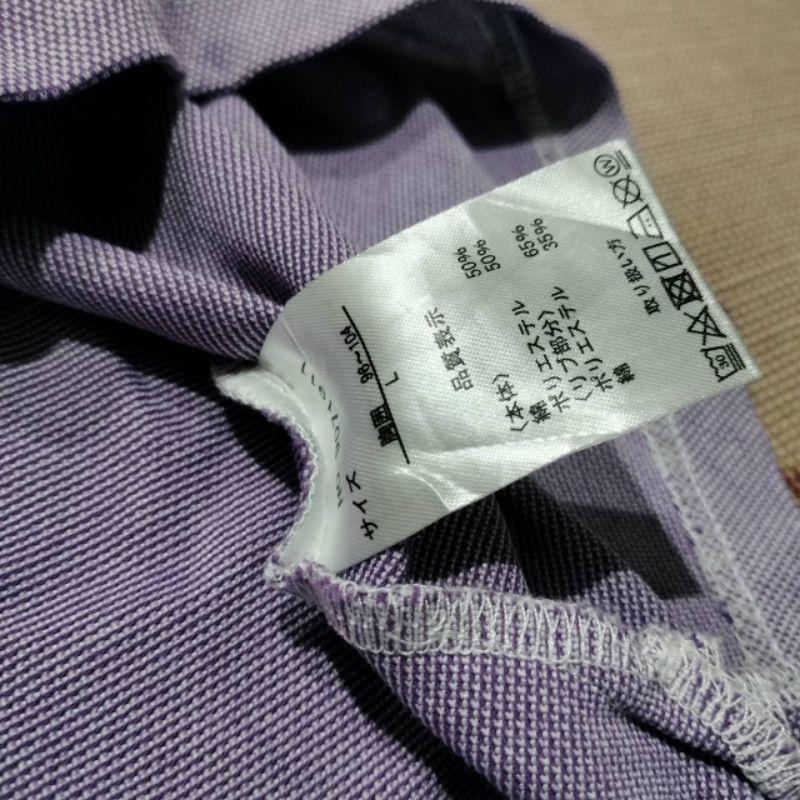 サイズ L
胸囲 96~104
品質表示
〈本体〉
綿 50%
ポリエステル 50%
〈リブ部分〉
ポリエステル 65%
綿 35%
取り扱い方
30
W